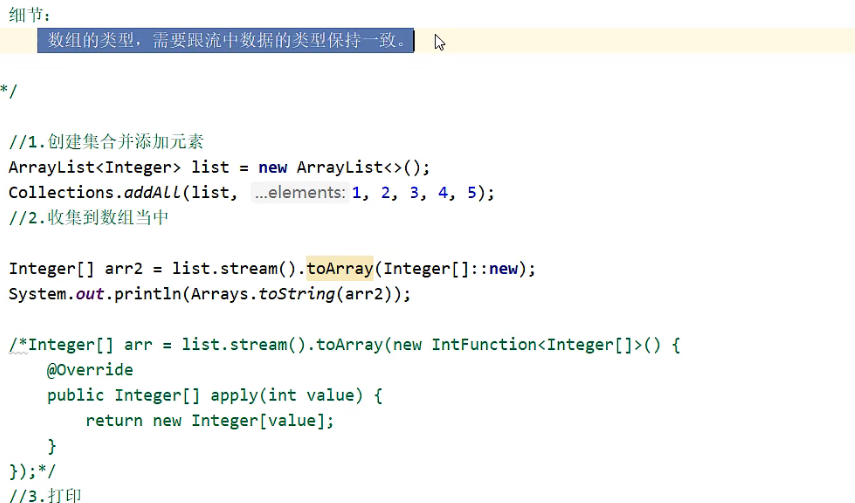 细节:
数组的类型，需要跟流中数据的类型保持一致。
*/
//1.创建集合并添加元素
ArrayList<Integer> list = new ArrayList<>();
Collections.addAll(list, ...elements: 1, 2, 3, 4, 5);
//2.收集到数组当中
Integer[] arr2 = list.stream().toArray(Integer[]::new);
System.out.println(Arrays.toString(arr2));
/*Integer[] arr = list.stream().toArray(new IntFunction<Integer[]>() {
@Override
public Integer[] apply(int value) {
return new Integer[value];
}
});*/
//3.打印